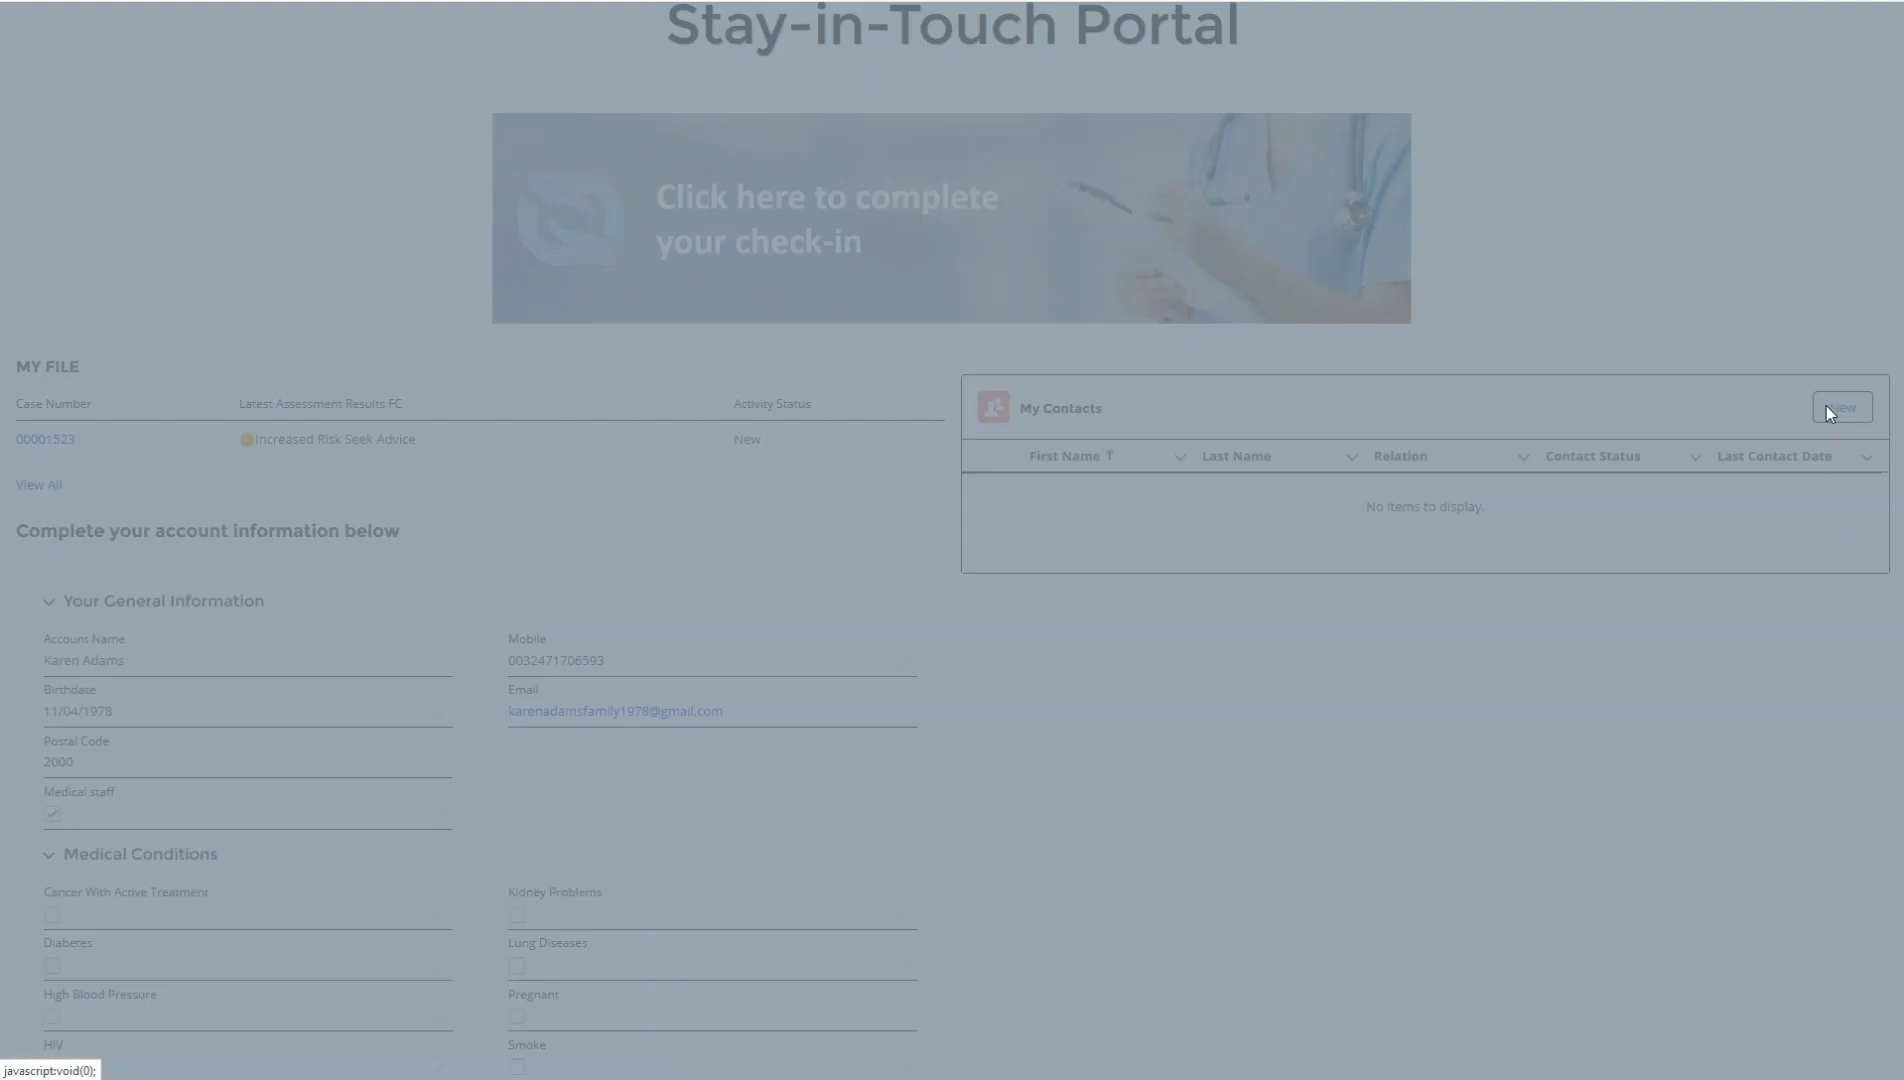 Stay-in-Touch Portal
Click here to complete
your check-in
MY FILE
Case Number Latest Assessment Results FC Activity Status
00001523 Increased Risk Seek Advice New
View All
My Contacts New
First Name ↑ Last Name Relation Contact Status Last Contact Date
No items to display.
Complete your account information below
Your General Information
Account Name
Karen Adams
Mobile
0032471706593
Birthdate
11/04/1978
Email
karenadamsfamily1978@gmail.com
Postal Code
2000
Medical staff
Medical Conditions
Cancer With Active Treatment
Kidney Problems
Diabetes
Lung Diseases
High Blood Pressure
Pregnant
HIV
Smoke
javascript:void(0);